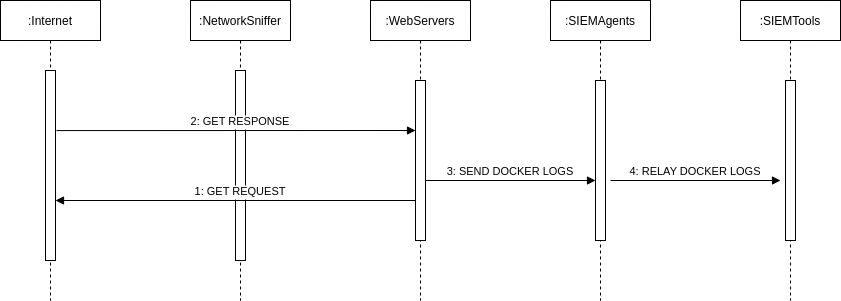 :Internet
:NetworkSniffer
:WebServers
:SIEMAgents
:SIEMTools
2: GET RESPONSE
3: SEND DOCKER LOGS
4: RELAY DOCKER LOGS
1: GET REQUEST